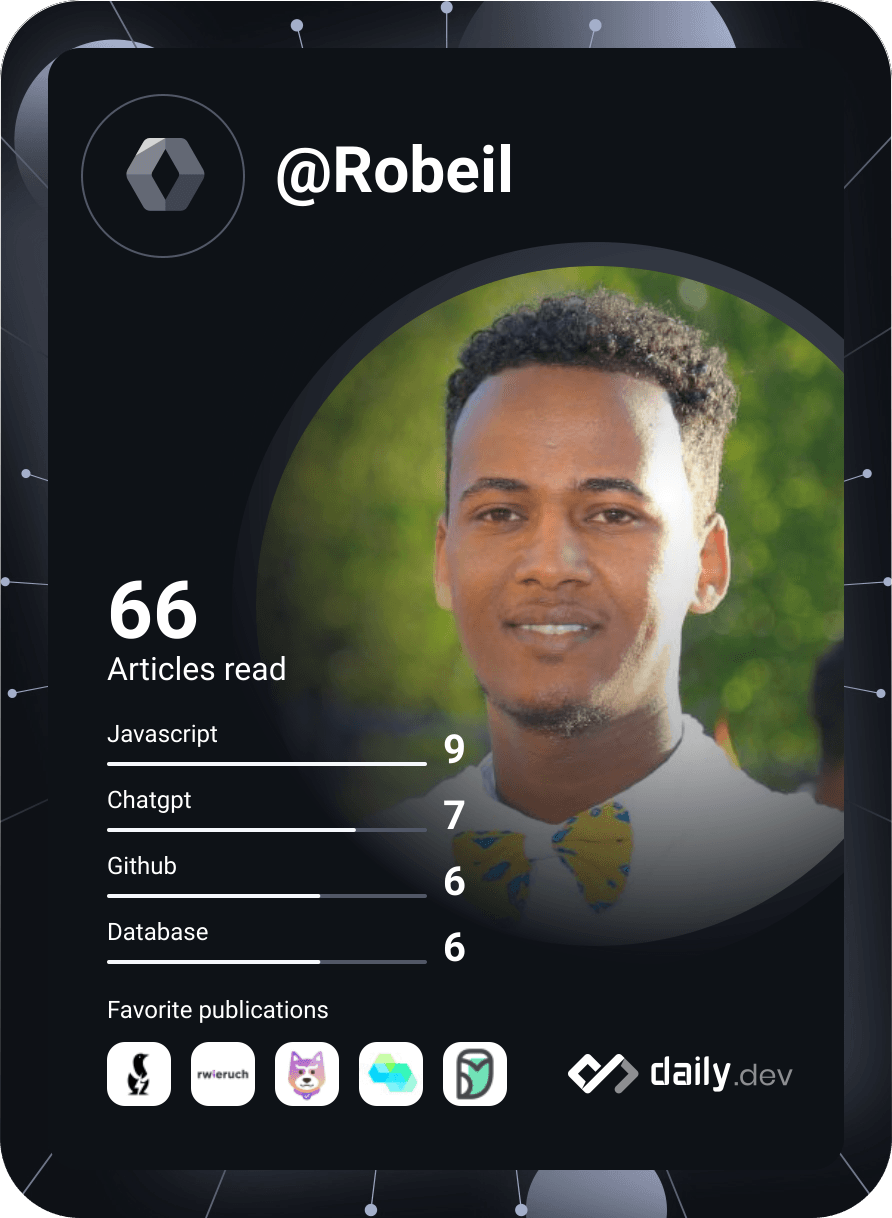 @Robeil
66
Articles read
Javascript
9
Chatgpt
7
Github
6
Database
6
Favorite publications
rwieruch
daily.dev